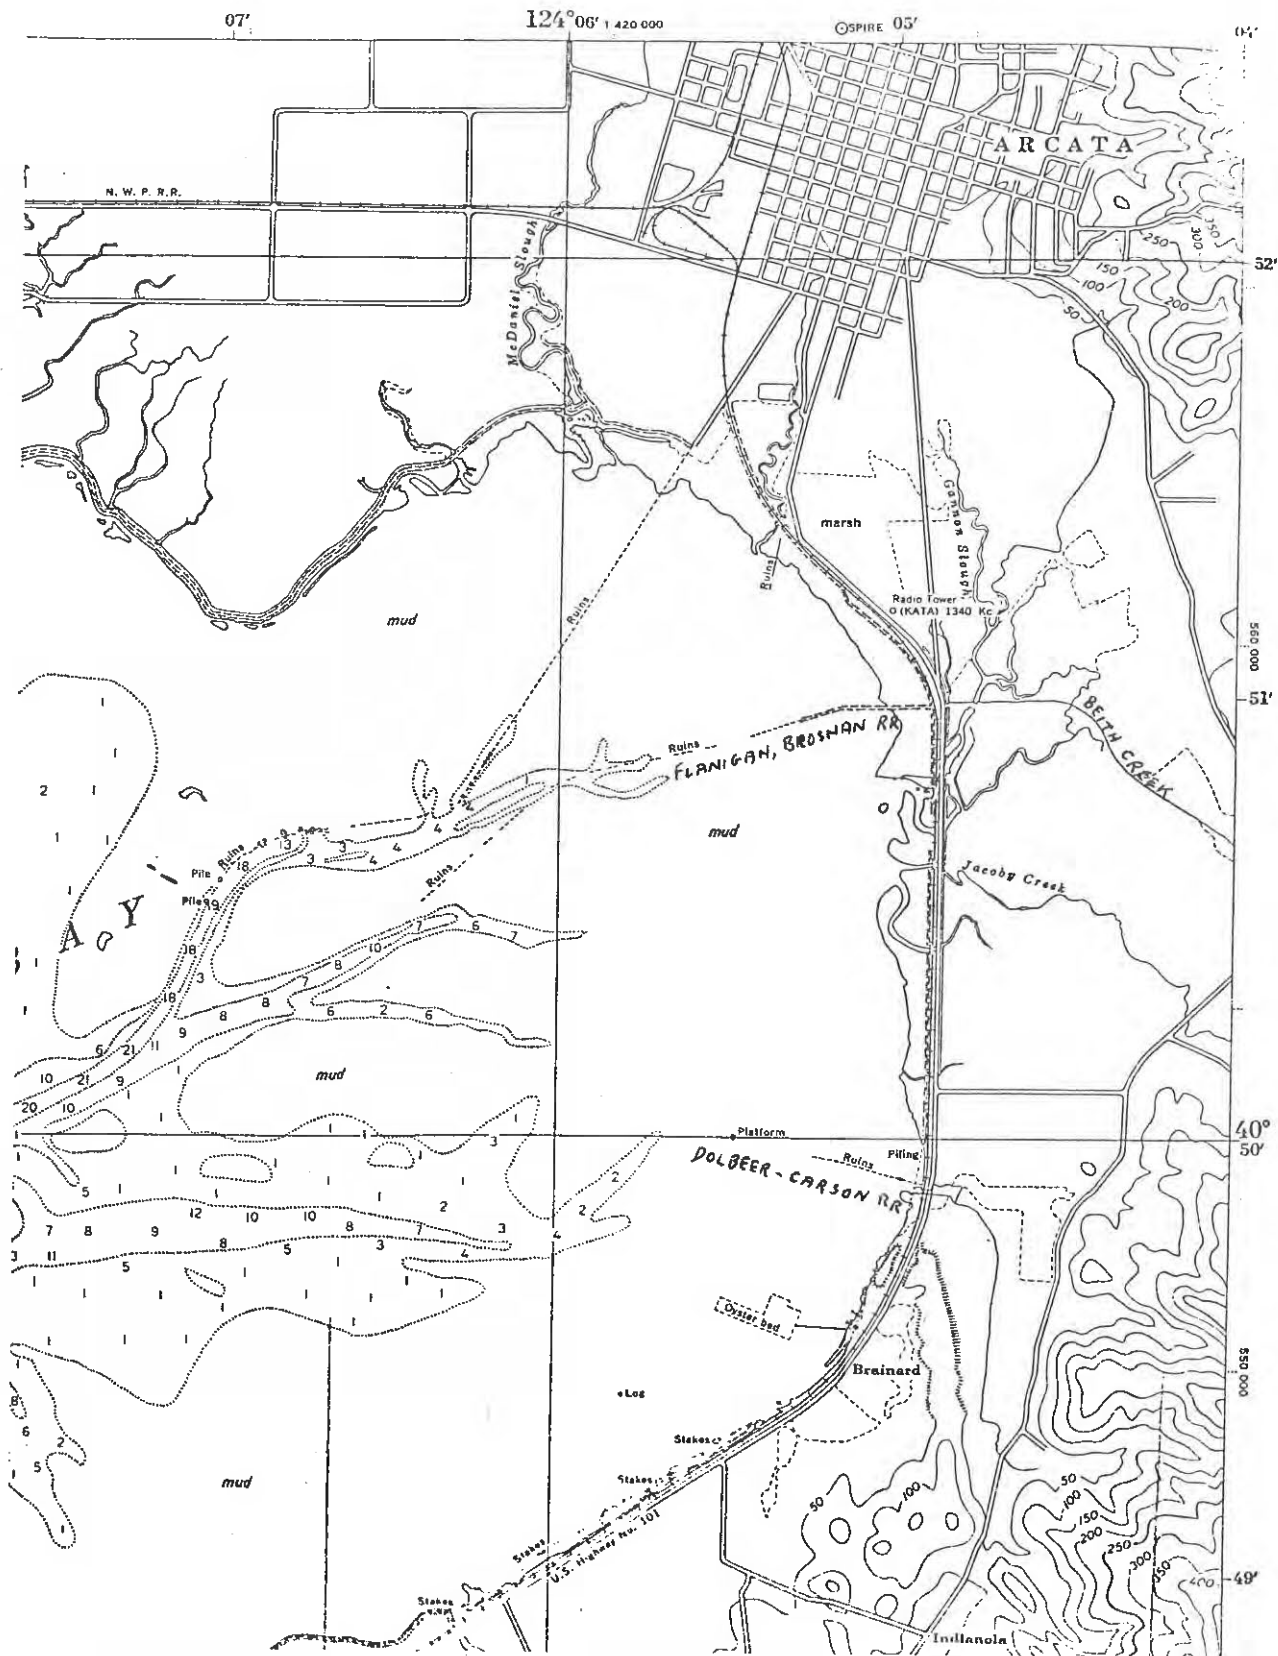 07'
124°06' 1 420 000
SPIRE 05'
04'
ARCATA
N. W. P. R.R.
McDaniel Slough
250
300
350
150
100
200
50
52'
marsh
Gannon Slough
Ruins
Radio Tower
(KATA) 1340 Kc
Ruins
mud
560 000
51'
BEITH CREEK
Ruins
FLANIGAN, BROSNAN RR
mud
Ruins
Pile
Piles
Ruins
Jacoby Creek
A Y
mud
40°
50'
Platform
DOLBEER - CARSON RR
Ruins
Piling
Oyster bed
Brainard
550 000
Log
Stakes
Stakes
mud
Stakes
U.S. Highway No. 101
Stakes
50
100
50
100
150
200
250
300
350
400
49'
Indianola